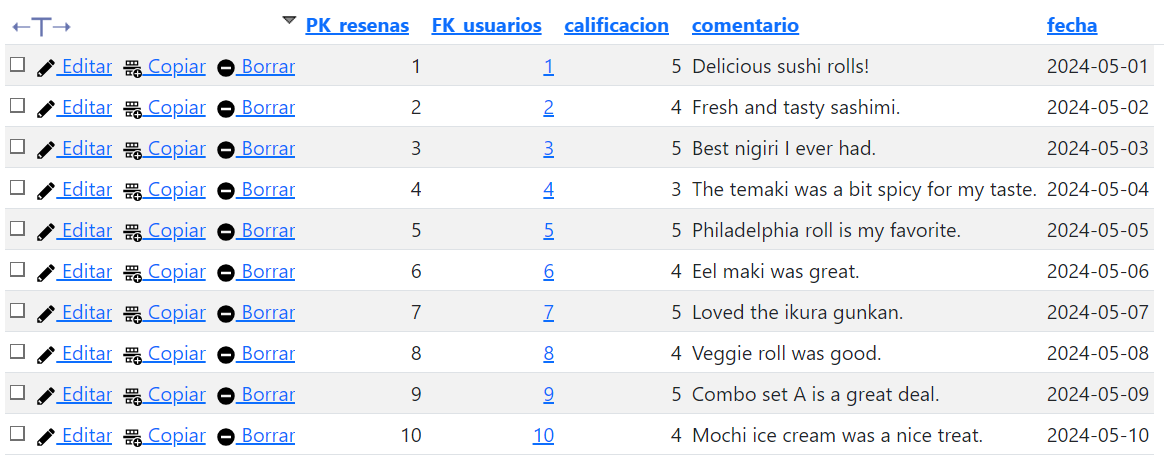 ←T→ PK_resenas FK_usuarios calificacion comentario fecha
Editar Copiar Borrar 1 1 5 Delicious sushi rolls! 2024-05-01
Editar Copiar Borrar 2 2 4 Fresh and tasty sashimi. 2024-05-02
Editar Copiar Borrar 3 3 5 Best nigiri I ever had. 2024-05-03
Editar Copiar Borrar 4 4 3 The temaki was a bit spicy for my taste. 2024-05-04
Editar Copiar Borrar 5 5 5 Philadelphia roll is my favorite. 2024-05-05
Editar Copiar Borrar 6 6 4 Eel maki was great. 2024-05-06
Editar Copiar Borrar 7 7 5 Loved the ikura gunkan. 2024-05-07
Editar Copiar Borrar 8 8 4 Veggie roll was good. 2024-05-08
Editar Copiar Borrar 9 9 5 Combo set A is a great deal. 2024-05-09
Editar Copiar Borrar 10 10 4 Mochi ice cream was a nice treat. 2024-05-10